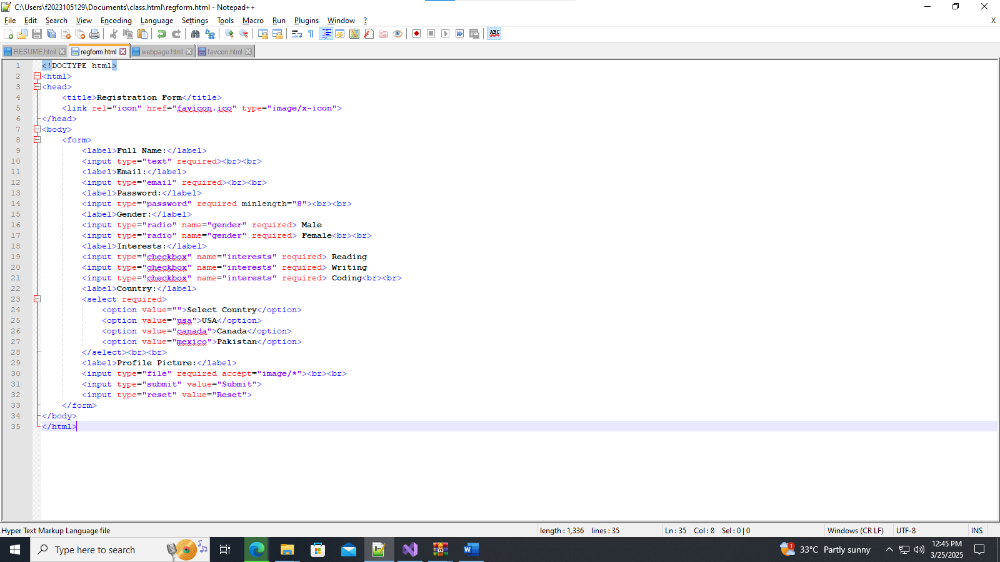 C:\Users\f2023105129\Documents\class.html\regform.html - Notepad++
File Edit Search View Encoding Language Settings Tools Macro Run Plugins Window ? X
ABC
RESUME.html regform.html webpage.html favcon.html
1 <!DOCTYPE html>
2 <html>
3 <head>
4 <title>Registration Form</title>
5 <link rel="icon" href="favicon.ico" type="image/x-icon">
6 </head>
7 <body>
8 <form>
9 <label>Full Name:</label>
10 <input type="text" required><br><br>
11 <label>Email:</label>
12 <input type="email" required><br><br>
13 <label>Password:</label>
14 <input type="password" required minlength="8"><br><br>
15 <label>Gender:</label>
16 <input type="radio" name="gender" required> Male
17 <input type="radio" name="gender" required> Female<br><br>
18 <label>Interests:</label>
19 <input type="checkbox" name="interests" required> Reading
20 <input type="checkbox" name="interests" required> Writing
21 <input type="checkbox" name="interests" required> Coding<br><br>
22 <label>Country:</label>
23 <select required>
24 <option value="">Select Country</option>
25 <option value="usa">USA</option>
26 <option value="canada">Canada</option>
27 <option value="mexico">Pakistan</option>
28 </select><br><br>
29 <label>Profile Picture:</label>
30 <input type="file" required accept="image/*"><br><br>
31 <input type="submit" value="Submit">
32 <input type="reset" value="Reset">
33 </form>
34 </body>
35 </html>
Hyper Text Markup Language file length : 1,336 lines : 35 Ln : 35 Col : 8 Sel : 0 | 0 Windows (CR LF) UTF-8 INS
Type here to search 1 33°C Partly sunny 12:45 PM
3/25/2025